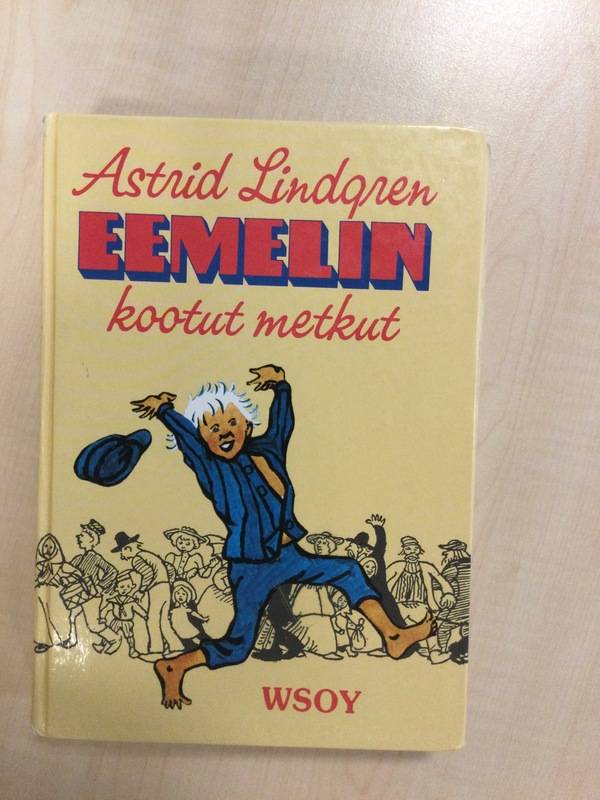 Astrid Lindgren
EEMELIN
kootut metkut
WSOY